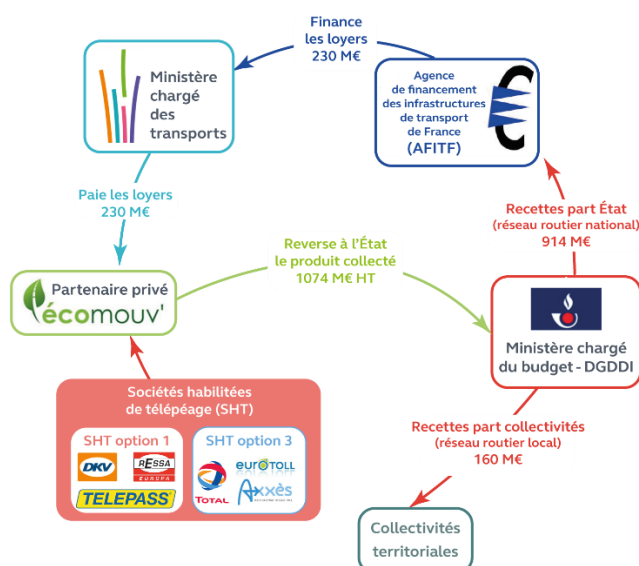 Finance
les loyers
230 M€
Ministère
chargé
des
transports
Agence
de financement
des infrastructures
de transport
de France
(AFITF)
Paie les loyers
230 M€
Recettes part État
(réseau routier national)
914 M€
Reverse à l'État
le produit collecté
1074 M€ HT
Partenaire privé
écomouv'
Ministère chargé
du budget - DGDDI
Sociétés habilitées
de télépéage (SHT)
SHT option 1
DKV
RESSA
EUROPA
TELEPASS
SHT option 3
TOTAL
eurotoll
Axxès
Recettes part collectivités
(réseau routier local)
160 M€
Collectivités
territoriales